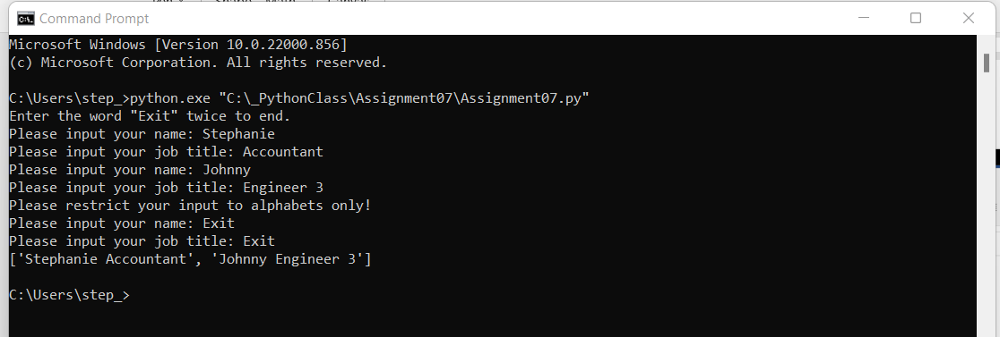 Command Prompt
Microsoft Windows [Version 10.0.22000.856]
(c) Microsoft Corporation. All rights reserved.
C:\Users\step_>python.exe "C:\_PythonClass\Assignment07\Assignment07.py"
Enter the word "Exit" twice to end.
Please input your name: Stephanie
Please input your job title: Accountant
Please input your name: Johnny
Please input your job title: Engineer 3
Please restrict your input to alphabets only!
Please input your name: Exit
Please input your job title: Exit
['Stephanie Accountant', 'Johnny Engineer 3']
C:\Users\step_>